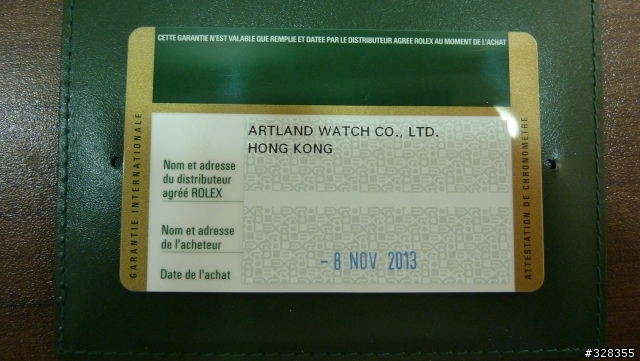 CETTE GARANTIE N'EST VALABLE QUE REMPLIE ET DATEE PAR LE DISTRIBUTEUR AGREE ROLEX AU MOMENT DE L'ACHAT
GARANTIE INTERNATIONALE
ARTLAND WATCH CO., LTD.
HONG KONG
Nom et adresse
du distributeur
agréé ROLEX
Nom et adresse
de l'acheteur
Date de l'achat
- 8 NOV 2013
ATTESTATION DE CHRONOMETRE
#328355